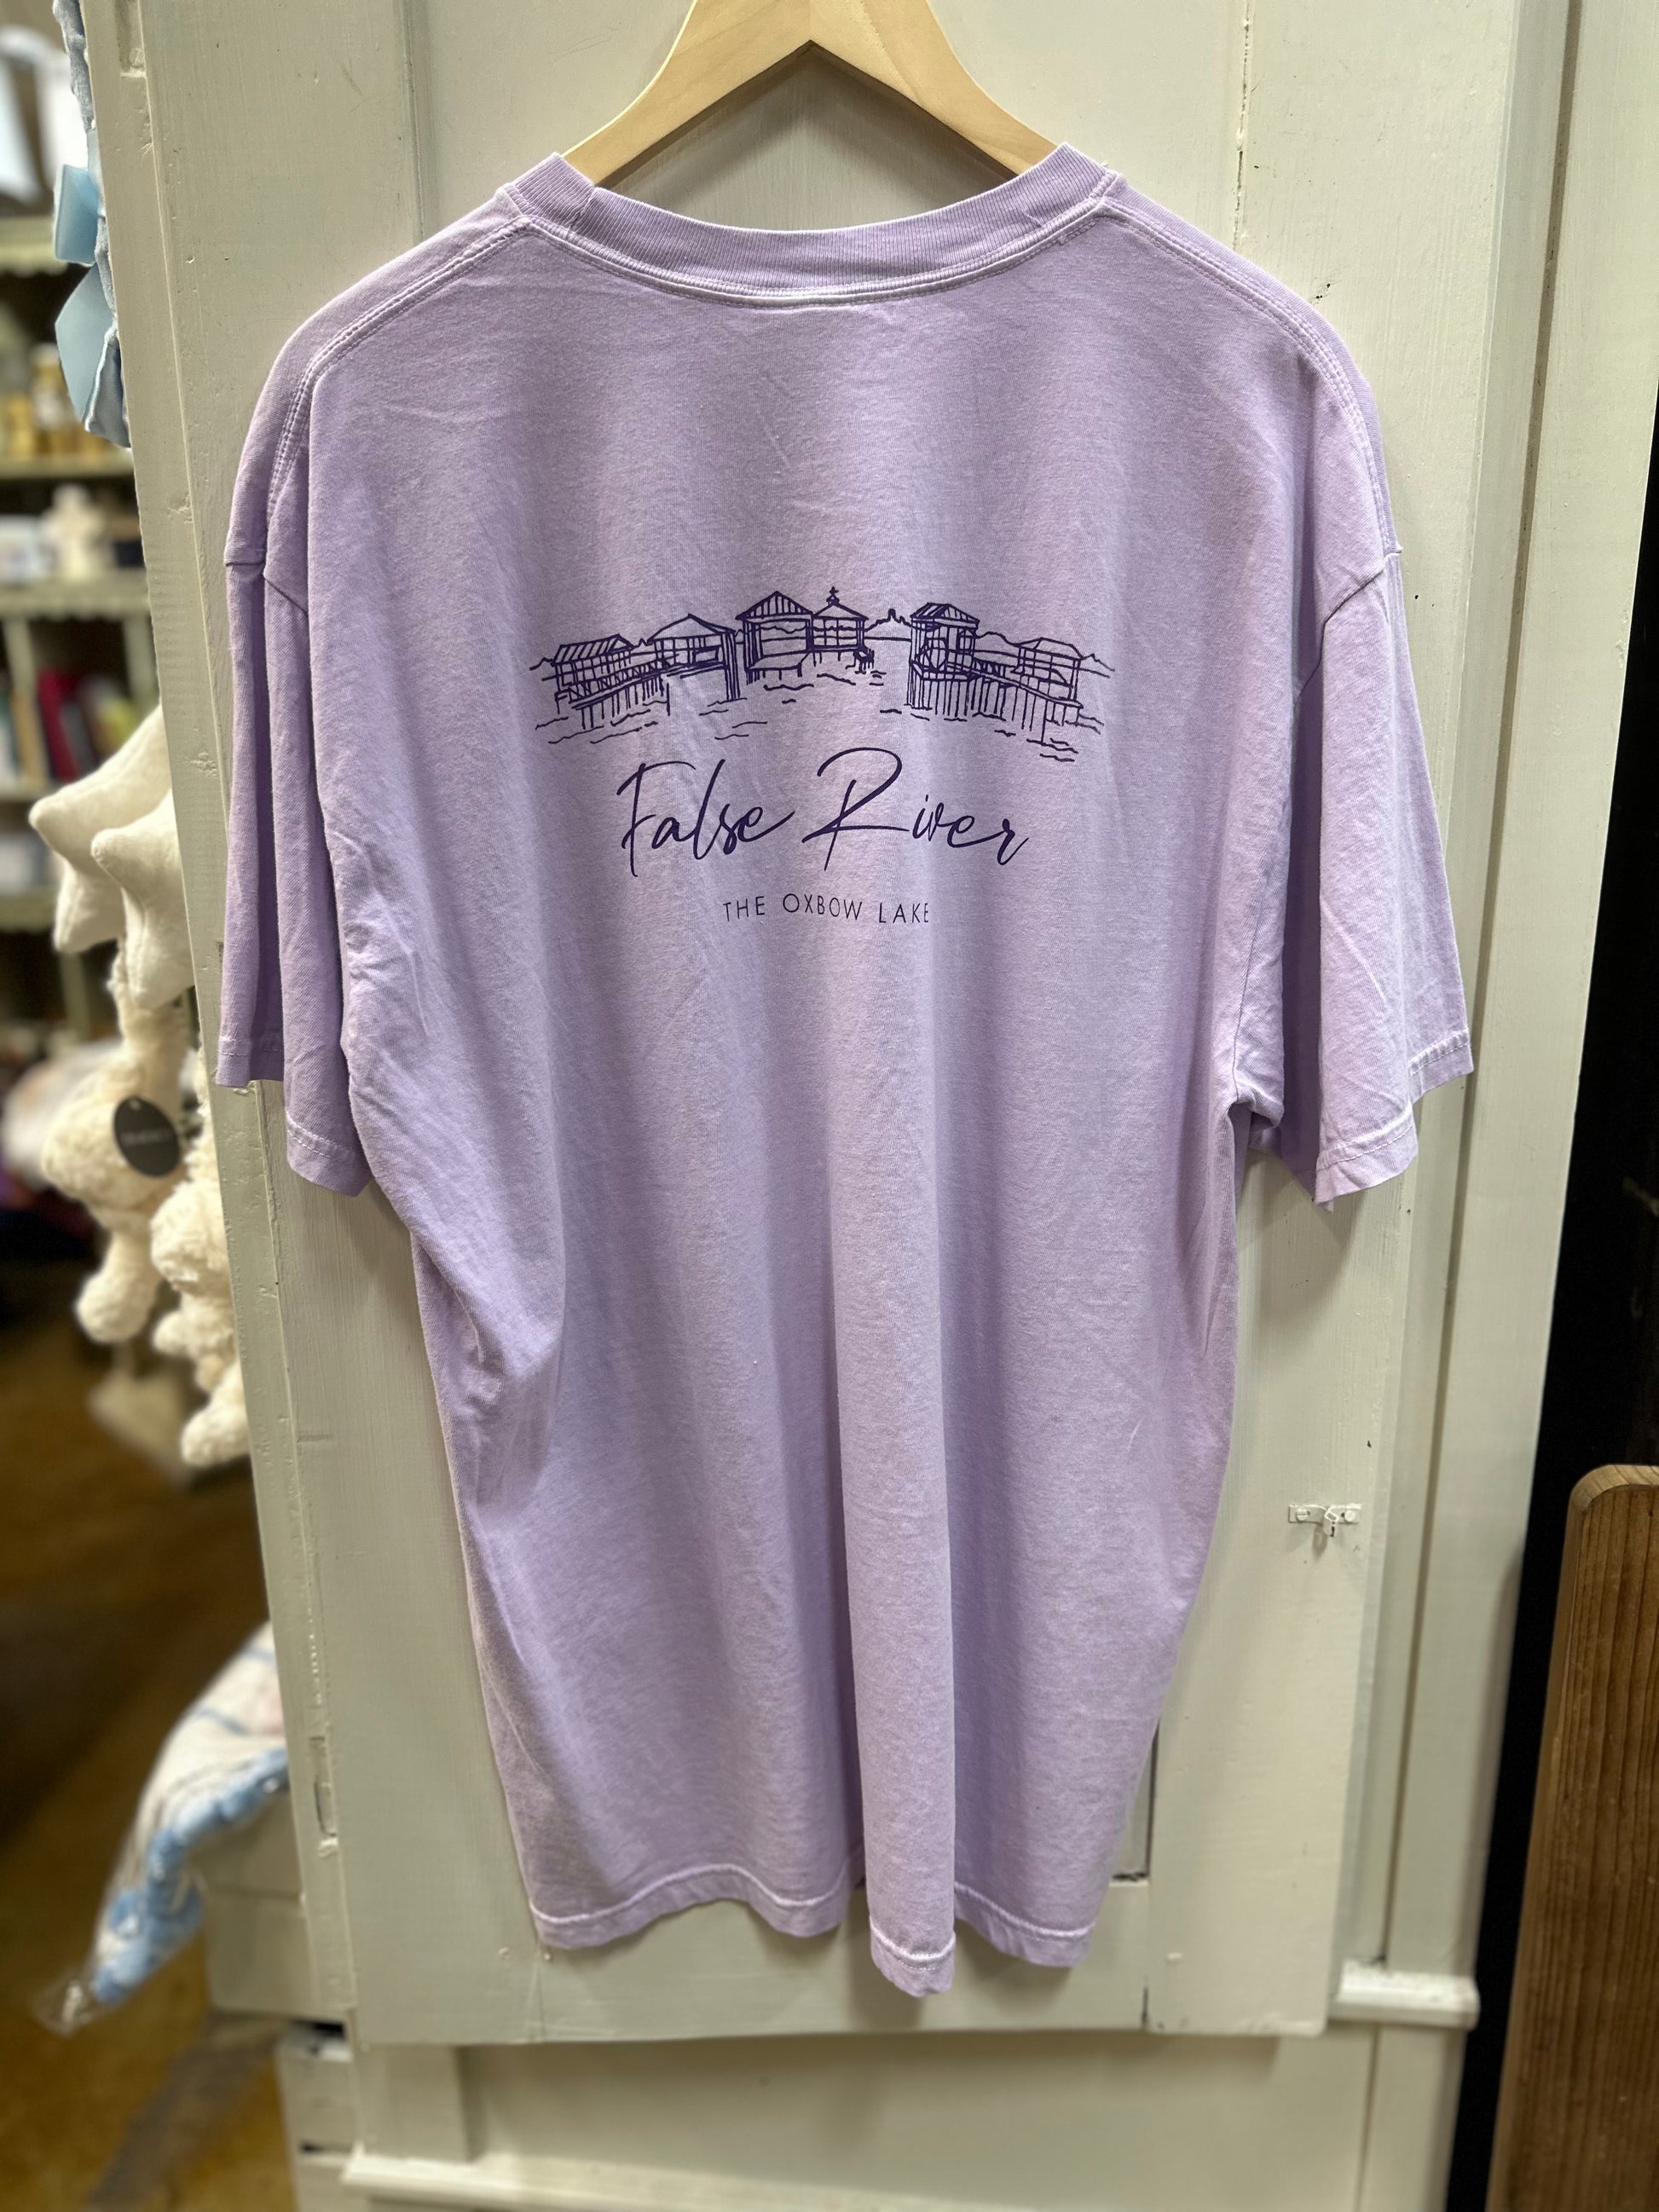 False River
THE OXBOW LAKE